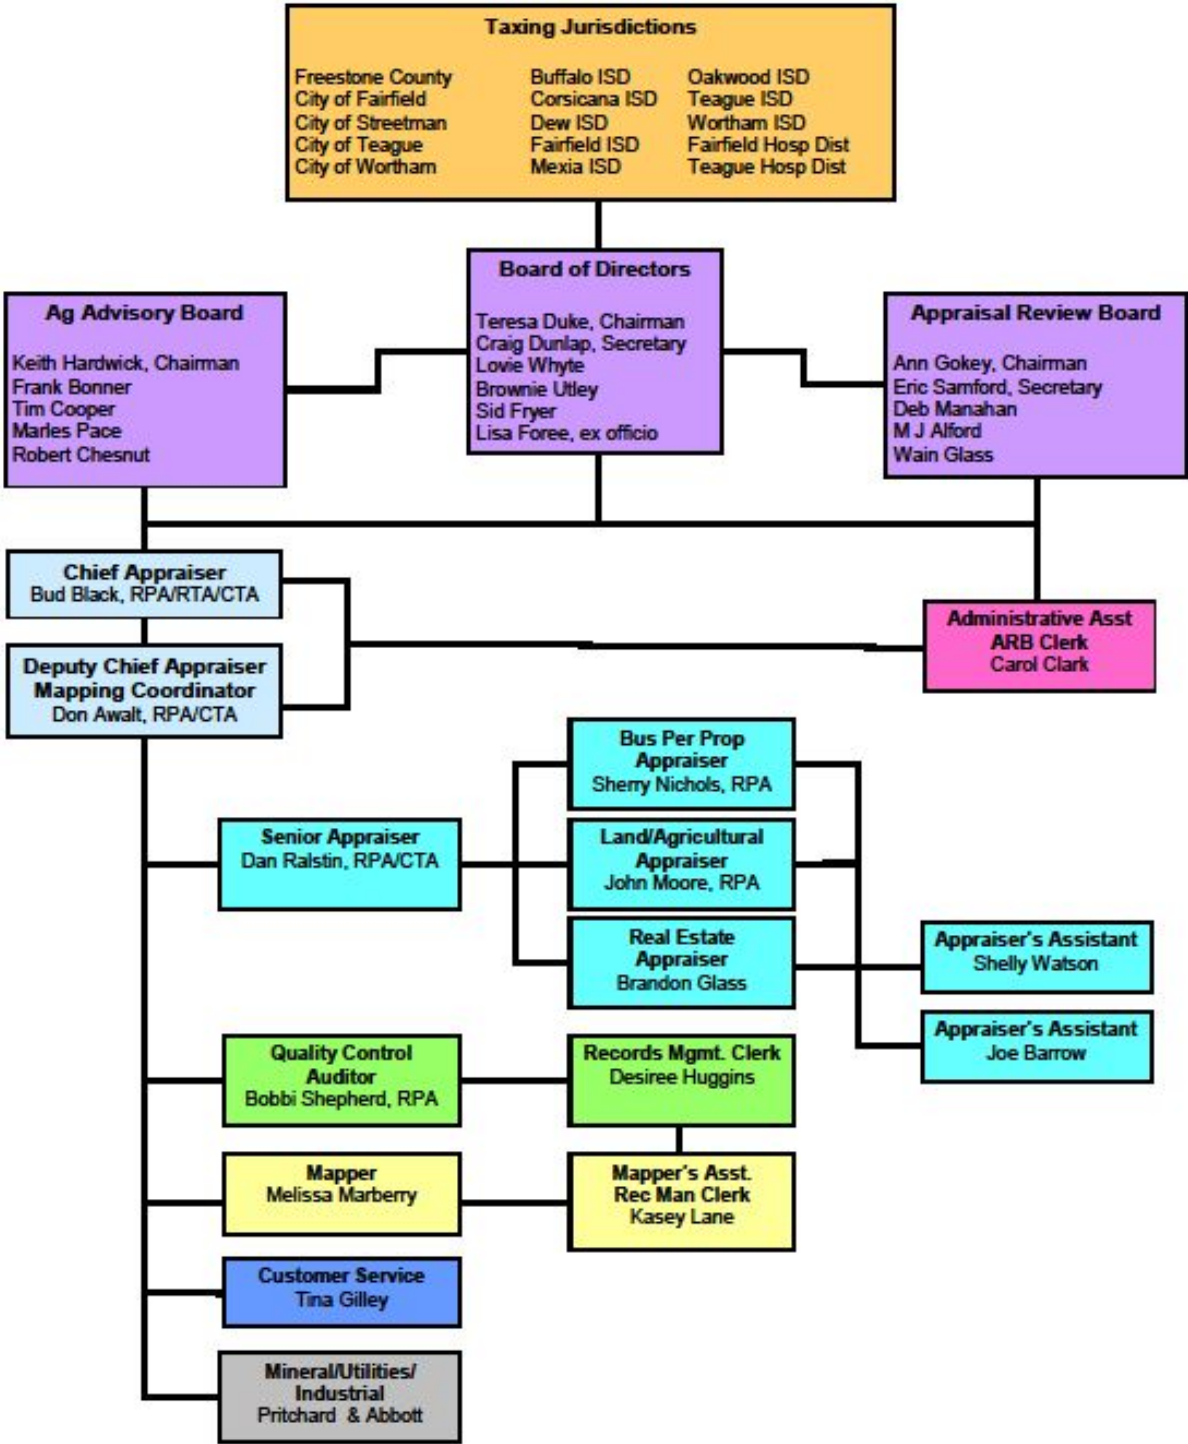 Taxing Jurisdictions
Freestone County
City of Fairfield
City of Streetman
City of Teague
City of Wortham
Buffalo ISD
Corsicana ISD
Dew ISD
Fairfield ISD
Mexia ISD
Oakwood ISD
Teague ISD
Wortham ISD
Fairfield Hosp Dist
Teague Hosp Dist
Ag Advisory Board
Keith Hardwick, Chairman
Frank Bonner
Tim Cooper
Marles Pace
Robert Chesnut
Board of Directors
Teresa Duke, Chairman
Craig Dunlap, Secretary
Lovie Whyte
Brownie Utley
Sid Fryer
Lisa Foree, ex officio
Appraisal Review Board
Ann Gokey, Chairman
Eric Samford, Secretary
Deb Manahan
M J Alford
Wain Glass
Chief Appraiser
Bud Black, RPA/RTA/CTA
Deputy Chief Appraiser
Mapping Coordinator
Don Awalt, RPA/CTA
Administrative Asst
ARB Clerk
Carol Clark
Senior Appraiser
Dan Ralstin, RPA/CTA
Bus Per Prop
Appraiser
Sherry Nichols, RPA
Land/Agricultural
Appraiser
John Moore, RPA
Real Estate
Appraiser
Brandon Glass
Appraiser's Assistant
Shelly Watson
Appraiser's Assistant
Joe Barrow
Quality Control
Auditor
Bobbi Shepherd, RPA
Records Mgmt. Clerk
Desiree Huggins
Mapper
Melissa Marberry
Mapper's Asst.
Rec Man Clerk
Kasey Lane
Customer Service
Tina Gilley
Mineral/Utilities/
Industrial
Pritchard & Abbott